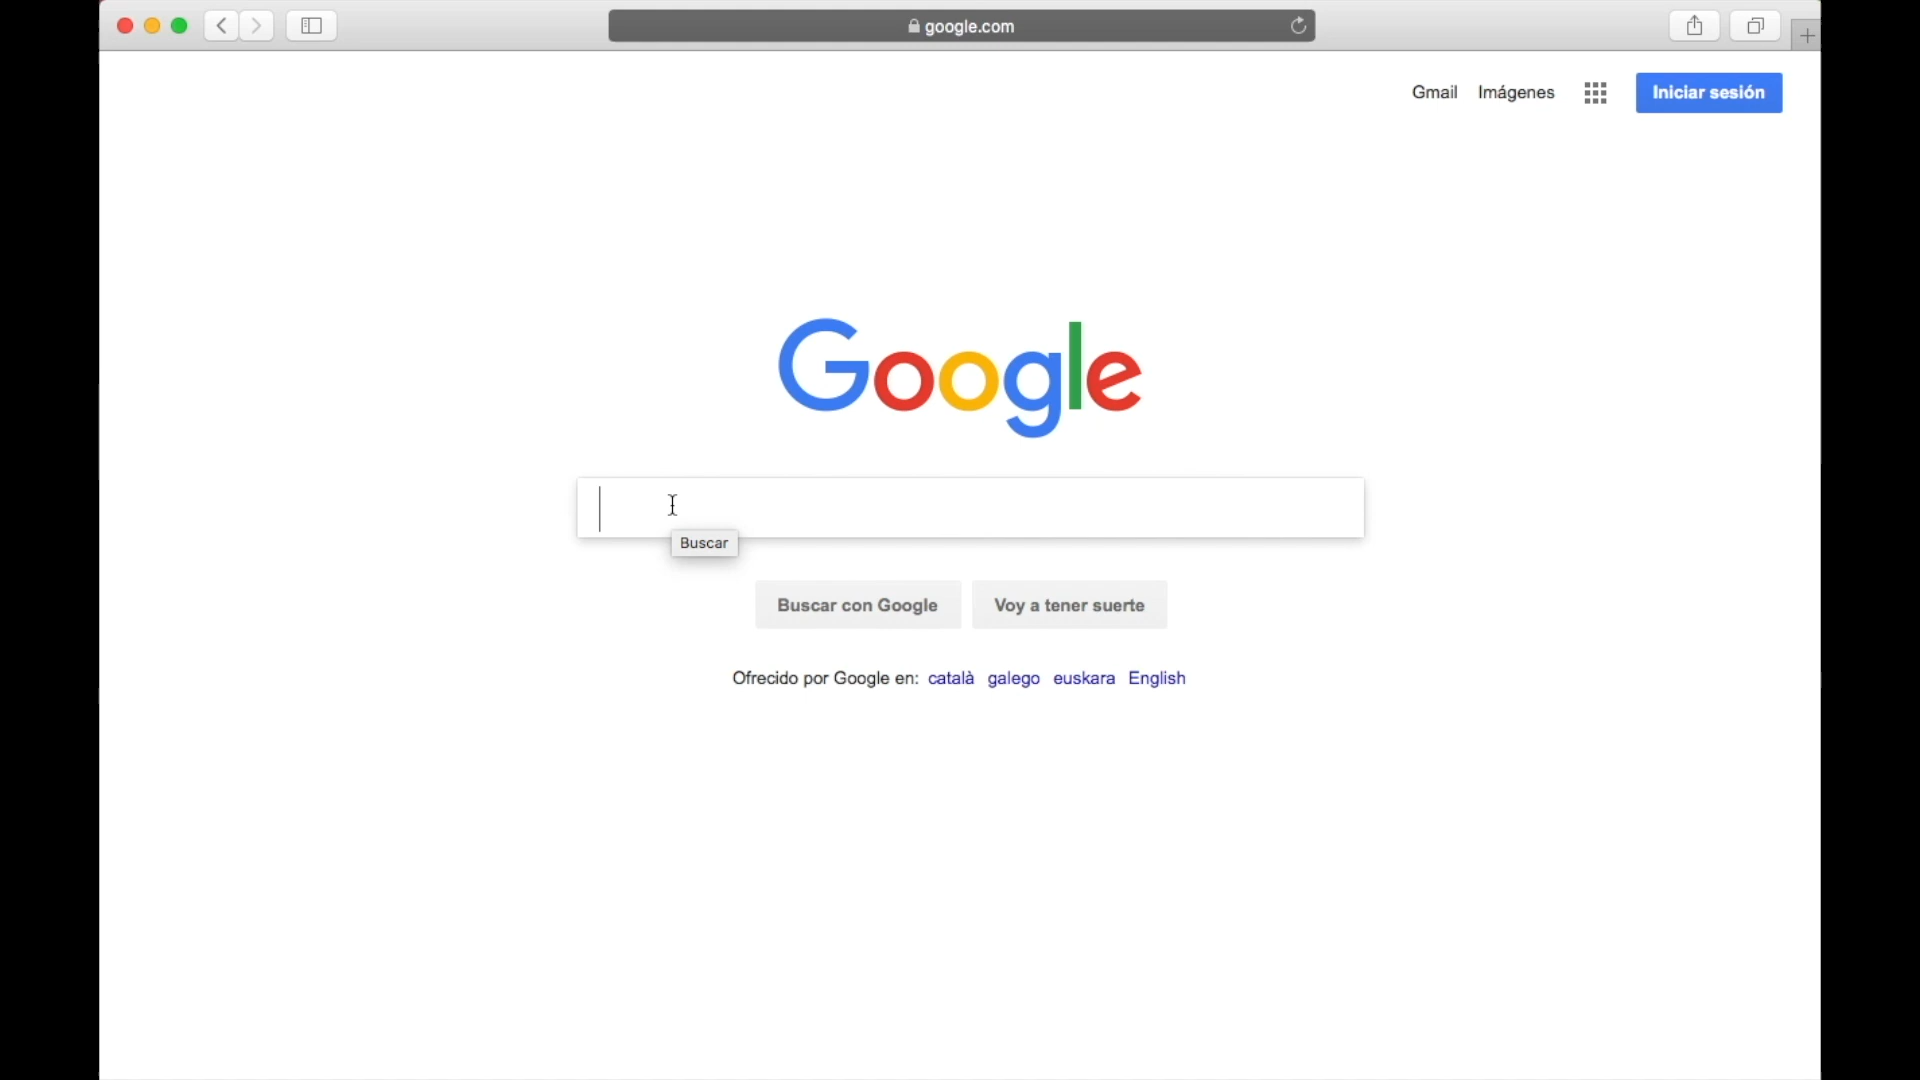 google.com
Gmail Imágenes Iniciar sesión
Google
Buscar
Buscar con Google Voy a tener suerte
Ofrecido por Google en: català galego euskara English